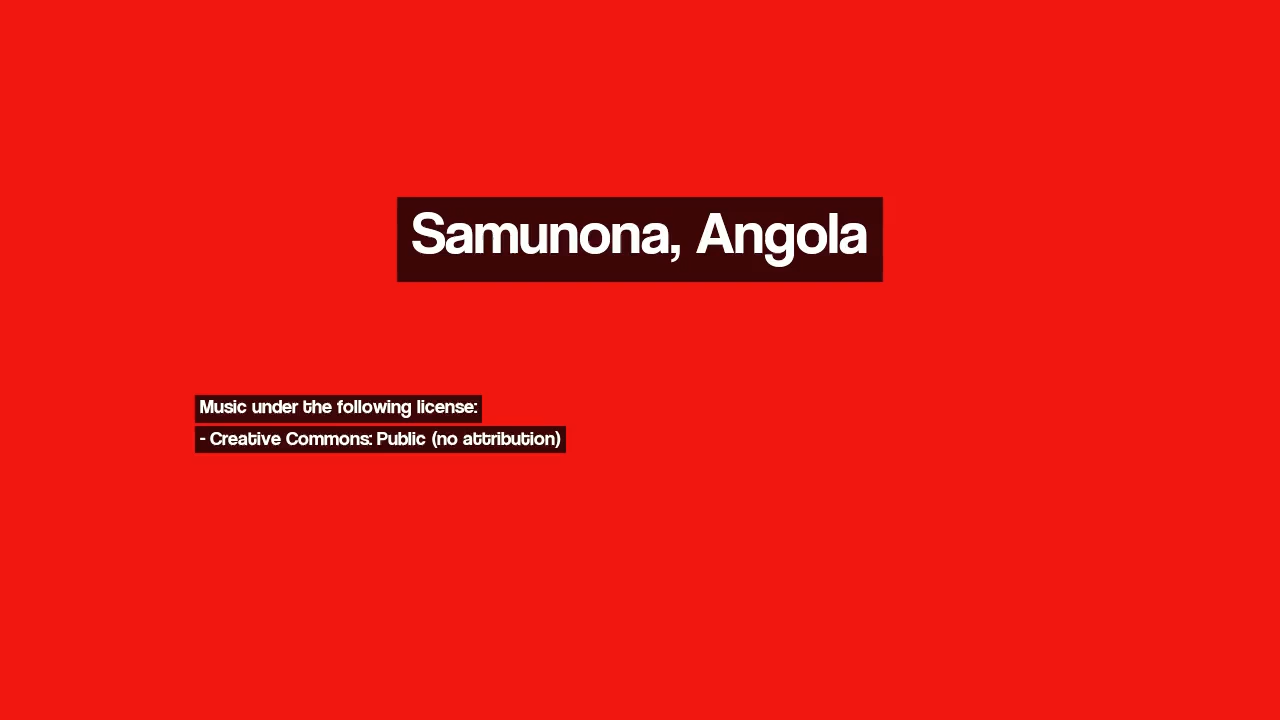 Samunona, Angola
Music under the following license:
- Creative Commons: Public (no attribution)